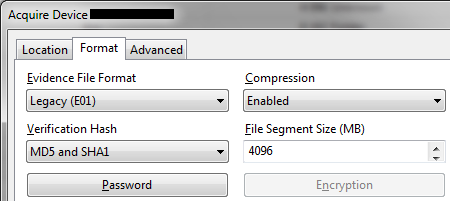 Acquire Device
Location Format Advanced
Evidence File Format Compression
Legacy (E01) Enabled
Verification Hash File Segment Size (MB)
MD5 and SHA1 4096
Password Encryption